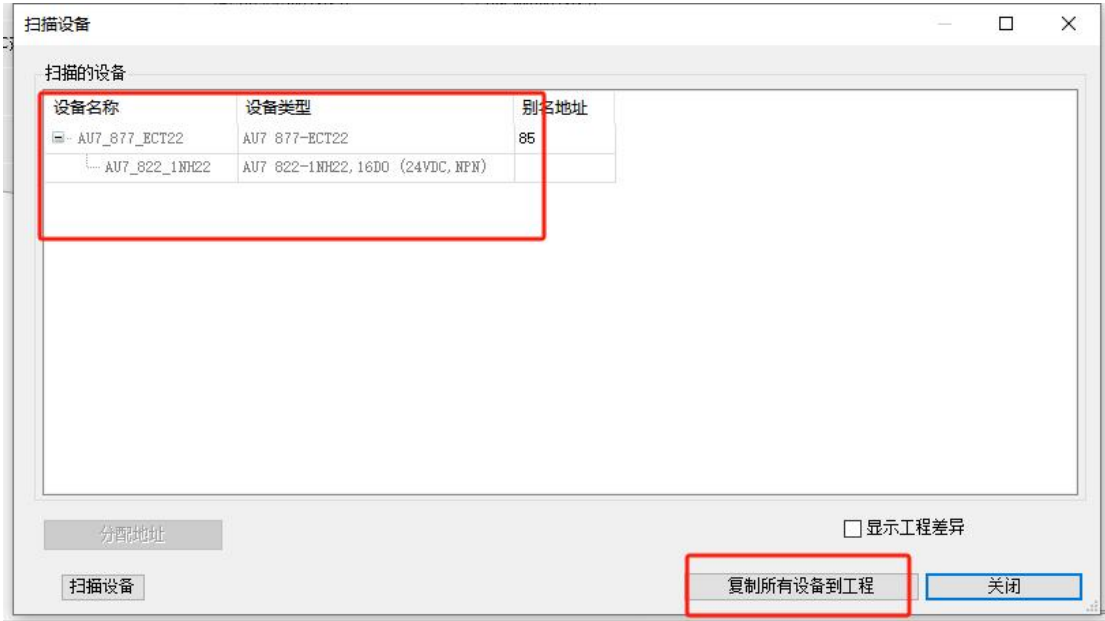 扫描设备
扫描的设备
设备名称 设备类型 别名地址
AU7_877_ECT22 AU7 877-ECT22 85
AU7_822_1NH22 AU7 822-1NH22,16DO (24VDC,NPN)
分配地址 显示工程差异
扫描设备 复制所有设备到工程 关闭